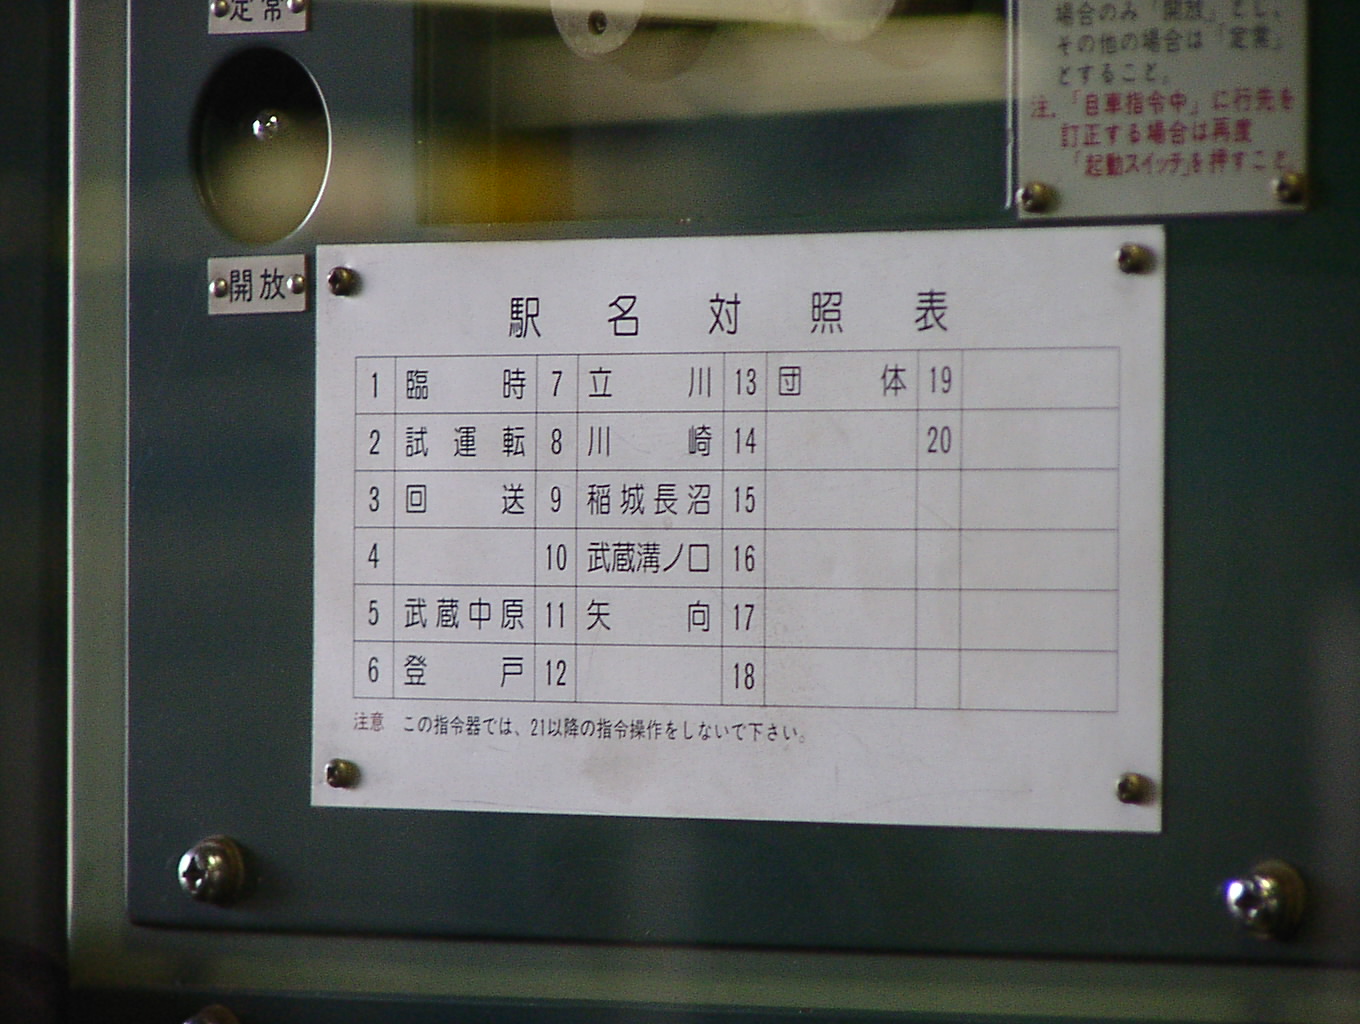 定常
場合のみ「開放」とし、
その他の場合は「定常」
とすること。
注.「自車指令中」に行先を
訂正する場合は再度
「起動スイッチ」を押すこと。
開放
駅名対照表
1 臨時 7 立川 13 団体 19
2 試運転 8 川崎 14 20
3 回送 9 稲城長沼 15
4 10 武蔵溝ノ口 16
5 武蔵中原 11 矢向 17
6 登戸 12 18
注意 この指令器では、21以降の指令操作をしないで下さい。